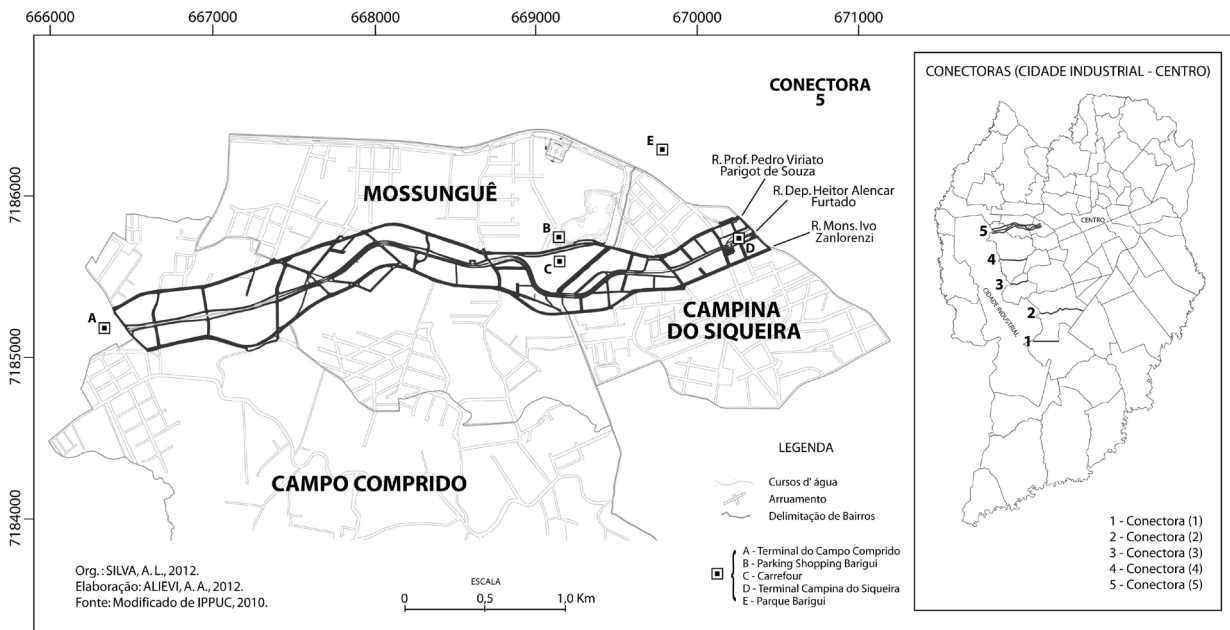 666000
667000
668000
669000
670000
671000
7186000
7185000
7184000
CONECTORA
5
MOSSUNGUÊ
CAMPINA
DO SIQUEIRA
CAMPO COMPRIDO
A
B
C
D
E
R. Prof. Pedro Viriato
Parigot de Souza
R. Dep. Heitor Alencar
Furtado
R. Mons. Ivo
Zanlorenzi
LEGENDA
Cursos d' água
Arruamento
Delimitação de Bairros
A - Terminal do Campo Comprido
B - Parking Shopping Barigui
C - Carrefour
D - Terminal Campina do Siqueira
E - Parque Barigui
Org. : SILVA, A. L., 2012.
Elaboração: ALIEVI, A. A., 2012.
Fonte: Modificado de IPPUC, 2010.
ESCALA
0
0,5
1,0 Km
CONECTORAS (CIDADE INDUSTRIAL - CENTRO)
CENTRO
CIDADE INDUSTRIAL
5
4
3
2
1
1 - Conectora (1)
2 - Conectora (2)
3 - Conectora (3)
4 - Conectora (4)
5 - Conectora (5)